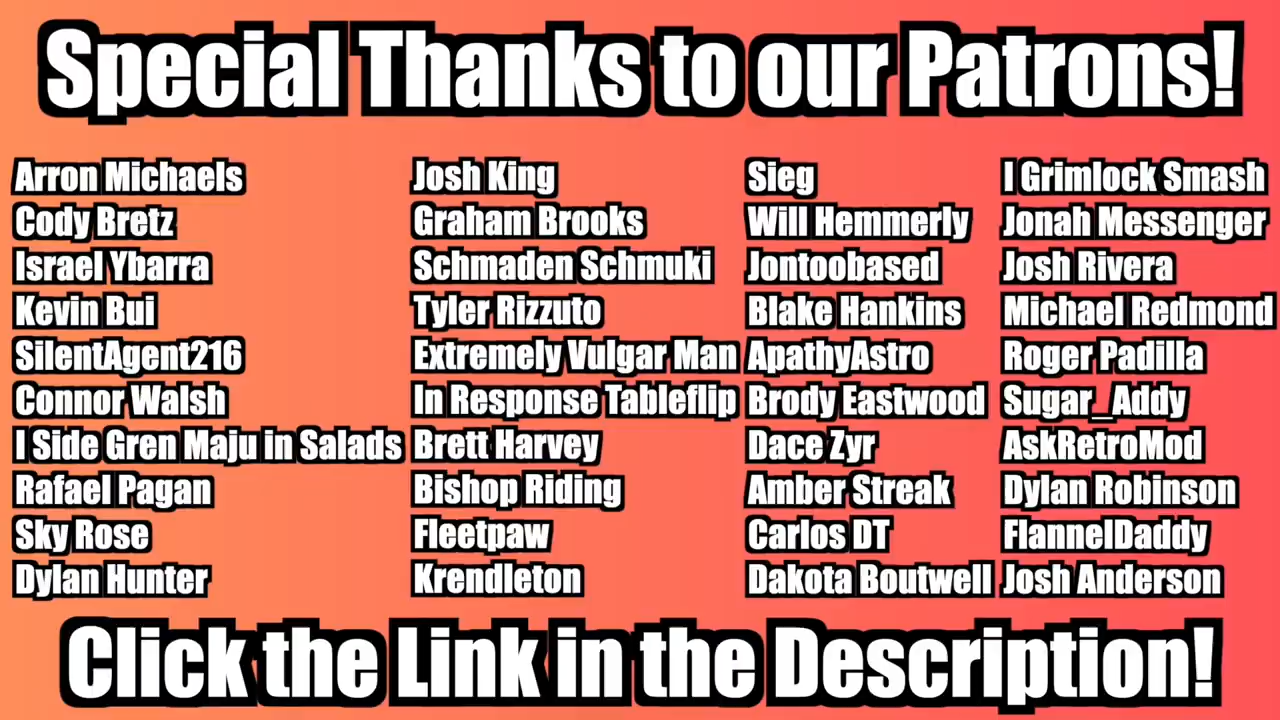 Special Thanks to our Patrons!
Arron Michaels
Cody Bretz
Israel Ybarra
Kevin Bui
SilentAgent216
Connor Walsh
I Side Gren Maju in Salads
Rafael Pagan
Sky Rose
Dylan Hunter
Josh King
Graham Brooks
Schmaden Schmuki
Tyler Rizzuto
Extremely Vulgar Man
In Response Tableflip
Brett Harvey
Bishop Riding
Fleetpaw
Krendleton
Sieg
Will Hemmerly
Jontoobased
Blake Hankins
ApathyAstro
Brody Eastwood
Dace Zyr
Amber Streak
Carlos DT
Dakota Boutwell
I Grimlock Smash
Jonah Messenger
Josh Rivera
Michael Redmond
Roger Padilla
Sugar_Addy
AskRetroMod
Dylan Robinson
FlannelDaddy
Josh Anderson
Click the Link in the Description!